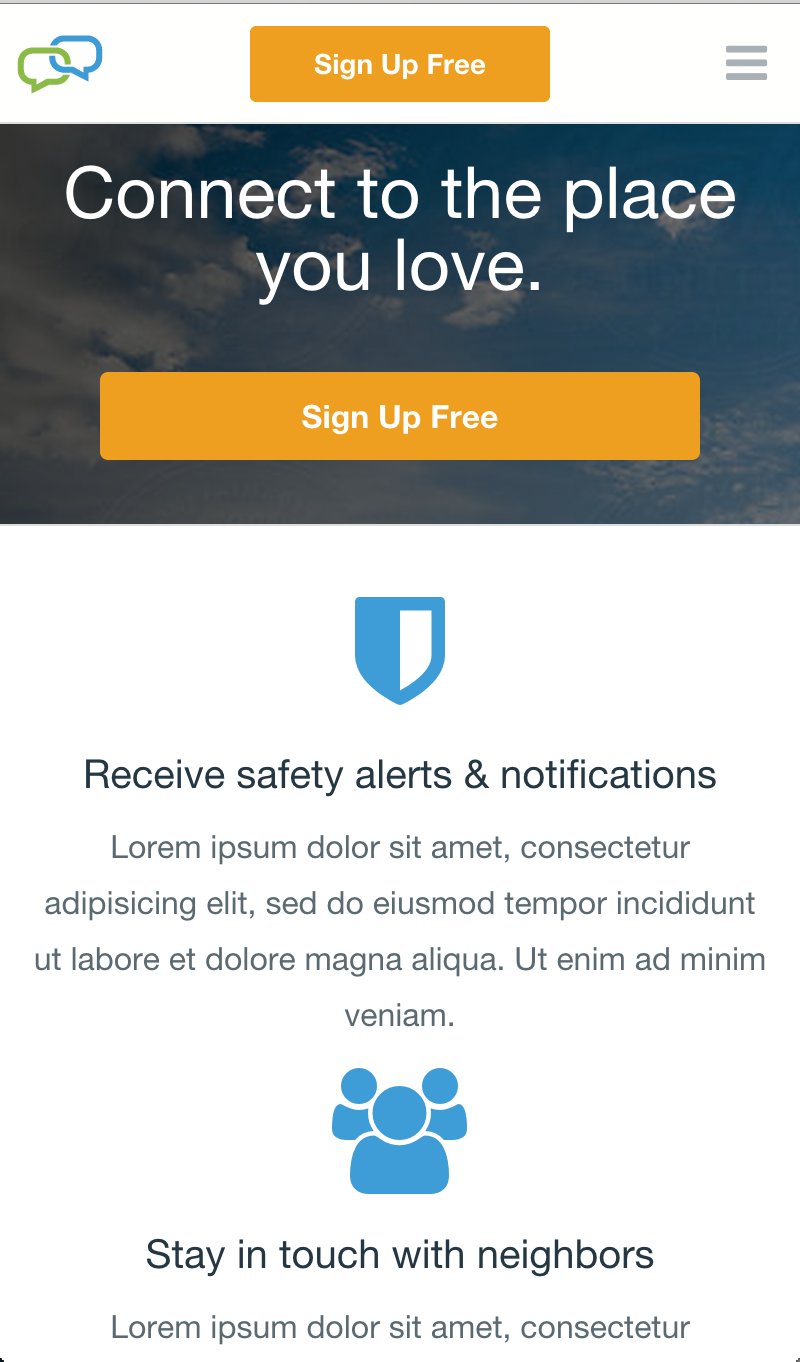 Sign Up Free
Connect to the place
you love.
Sign Up Free
Receive safety alerts & notifications
Lorem ipsum dolor sit amet, consectetur
adipisicing elit, sed do eiusmod tempor incididunt
ut labore et dolore magna aliqua. Ut enim ad minim
veniam.
Stay in touch with neighbors
Lorem ipsum dolor sit amet, consectetur